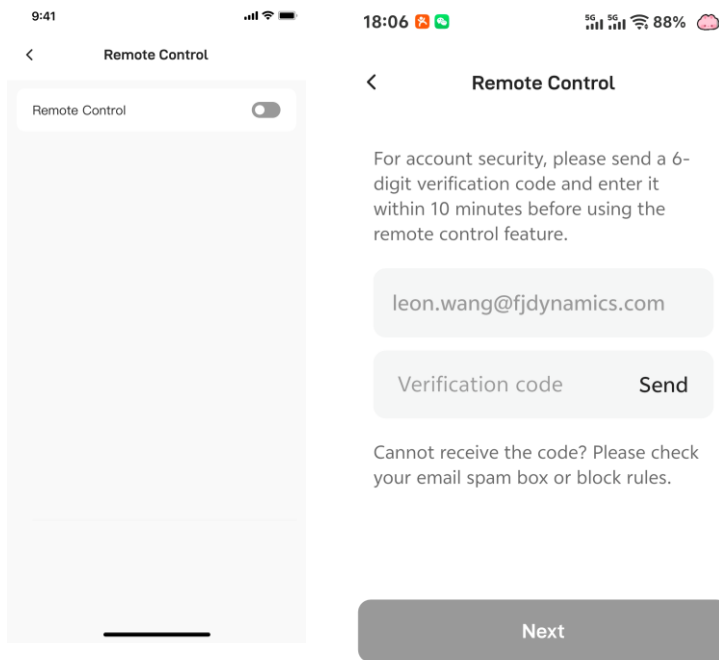 9:41
Remote Control
Remote Control
18:06
5G 5G 88%
Remote Control
For account security, please send a 6-
digit verification code and enter it
within 10 minutes before using the
remote control feature.
leon.wang@fjdynamics.com
Verification code Send
Cannot receive the code? Please check
your email spam box or block rules.
Next